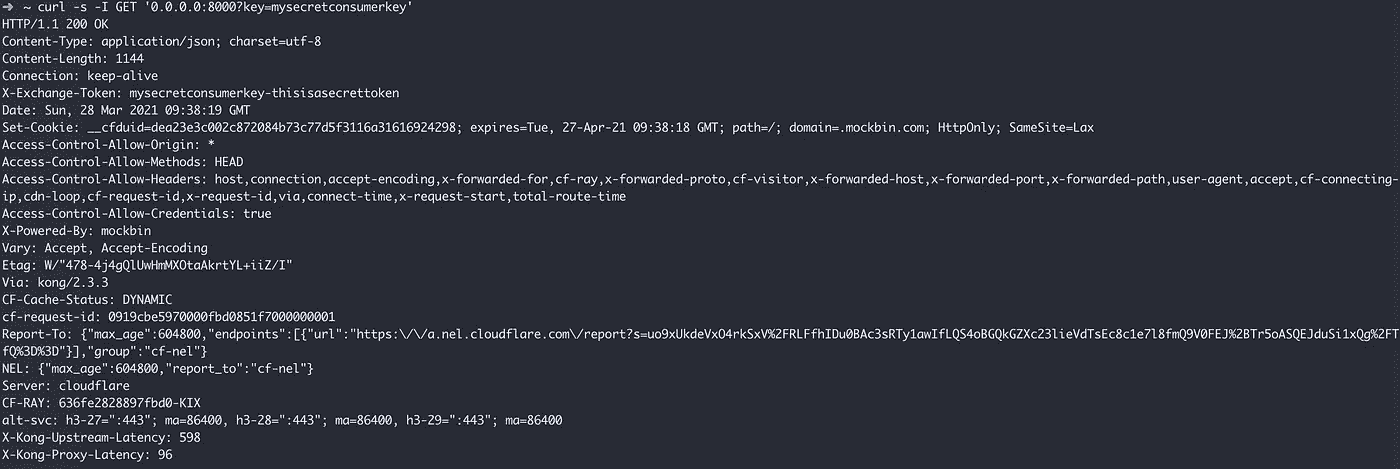 ➜ ~ curl -s -I GET '0.0.0.0:8000?key=mysecretconsumerkey'
HTTP/1.1 200 OK
Content-Type: application/json; charset=utf-8
Content-Length: 1144
Connection: keep-alive
X-Exchange-Token: mysecretconsumerkey-thisisasecrettoken
Date: Sun, 28 Mar 2021 09:38:19 GMT
Set-Cookie: __cfduid=dea23e3c002c872084b73c77d5f3116a31616924298; expires=Tue, 27-Apr-21 09:38:18 GMT; path=/; domain=.mockbin.com; HttpOnly; SameSite=Lax
Access-Control-Allow-Origin: *
Access-Control-Allow-Methods: HEAD
Access-Control-Allow-Headers: host,connection,accept-encoding,x-forwarded-for,cf-ray,x-forwarded-proto,cf-visitor,x-forwarded-host,x-forwarded-port,x-forwarded-path,user-agent,accept,cf-connecting-
ip,cdn-loop,cf-request-id,x-request-id,via,connect-time,x-request-start,total-route-time
Access-Control-Allow-Credentials: true
X-Powered-By: mockbin
Vary: Accept, Accept-Encoding
Etag: W/"478-4j4gQlUwHmMXOtaAkrtYL+iiZ/I"
Via: kong/2.3.3
CF-Cache-Status: DYNAMIC
cf-request-id: 0919cbe5970000fbd0851f7000000001
Report-To: {"max_age":604800,"endpoints":[{"url":"https:\/\/a.nel.cloudflare.com\/report?s=uo9xUkdeVxO4rkSxV%2FRLFfhIDu0BAc3sRTy1awIfLQS4oBGQkGZXc23lieVdTsEc8c1e7l8fmQ9V0FEJ%2BTr5oASQEJduSi1xQg%2FT
fQ%3D%3D"}],"group":"cf-nel"}
NEL: {"max_age":604800,"report_to":"cf-nel"}
Server: cloudflare
CF-RAY: 636fe2828897fbd0-KIX
alt-svc: h3-27=":443"; ma=86400, h3-28=":443"; ma=86400, h3-29=":443"; ma=86400
X-Kong-Upstream-Latency: 598
X-Kong-Proxy-Latency: 96